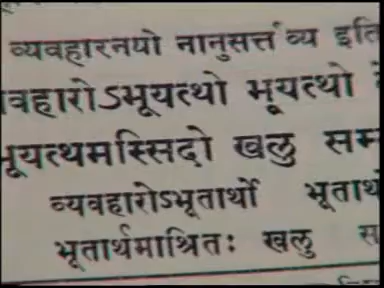 व्यवहारनयो नानुसर्त्तव्य इति
वहारोऽभूयत्थो भूयत्थो
भूयत्थमस्सिदो खलु सम्म
व्यवहारोऽभूतार्थो भूतार्थ
भूतार्थमाश्रितः खलु स